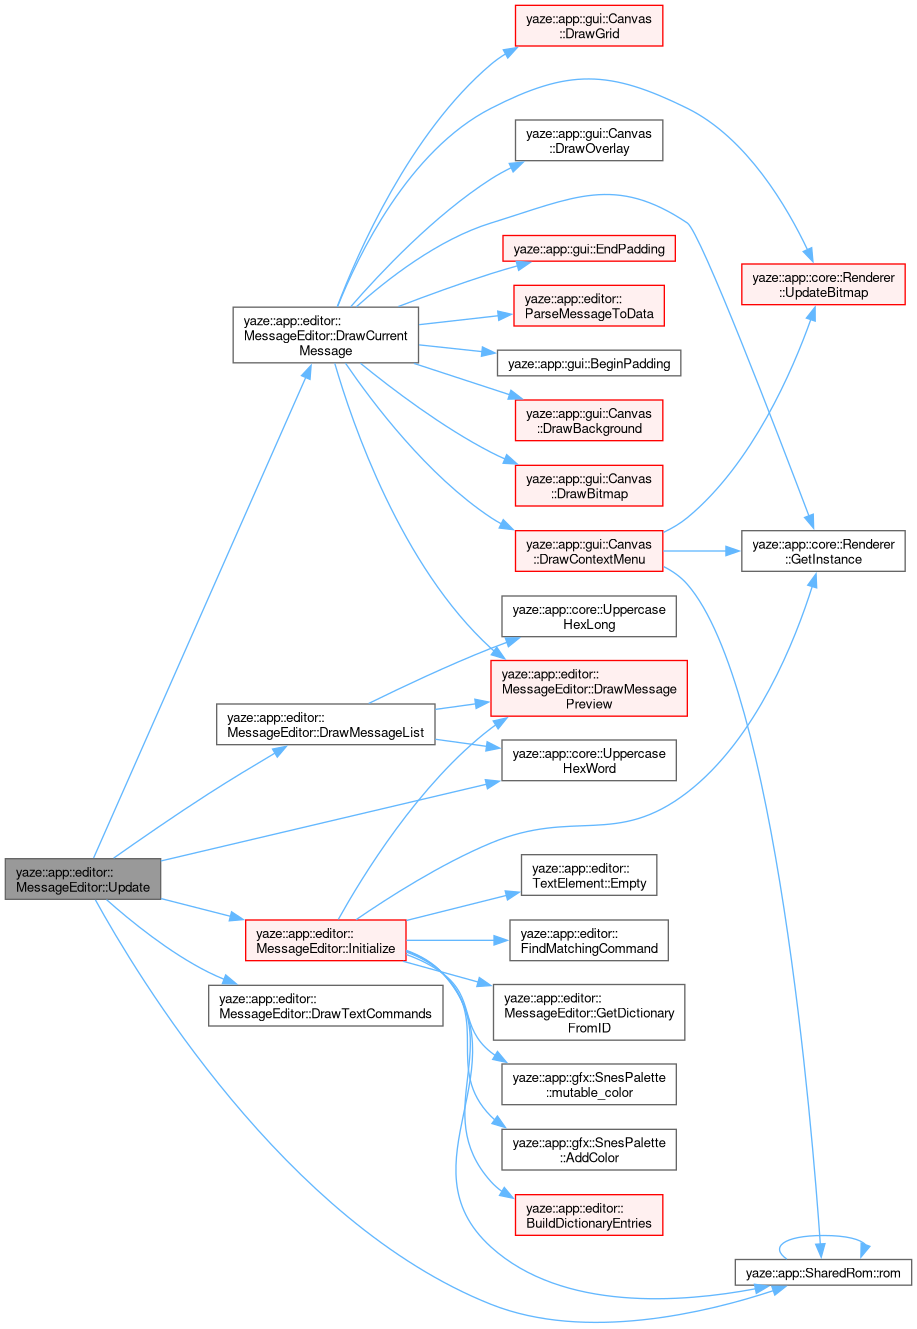 yaze::app::gui::Canvas
::DrawGrid
yaze::app::gui::Canvas
::DrawOverlay
yaze::app::gui::EndPadding
yaze::app::core::Renderer
::UpdateBitmap
yaze::app::editor::
ParseMessageToData
yaze::app::editor::
MessageEditor::DrawCurrent
Message
yaze::app::gui::BeginPadding
yaze::app::gui::Canvas
::DrawBackground
yaze::app::gui::Canvas
::DrawBitmap
yaze::app::gui::Canvas
::DrawContextMenu
yaze::app::core::Renderer
::GetInstance
yaze::app::core::Uppercase
HexLong
yaze::app::editor::
MessageEditor::DrawMessage
Preview
yaze::app::editor::
MessageEditor::DrawMessageList
yaze::app::core::Uppercase
HexWord
yaze::app::editor::
MessageEditor::Update
yaze::app::editor::
TextElement::Empty
yaze::app::editor::
MessageEditor::Initialize
yaze::app::editor::
FindMatchingCommand
yaze::app::editor::
MessageEditor::DrawTextCommands
yaze::app::editor::
MessageEditor::GetDictionary
FromID
yaze::app::gfx::SnesPalette
::mutable_color
yaze::app::gfx::SnesPalette
::AddColor
yaze::app::editor::
BuildDictionaryEntries
yaze::app::SharedRom::rom